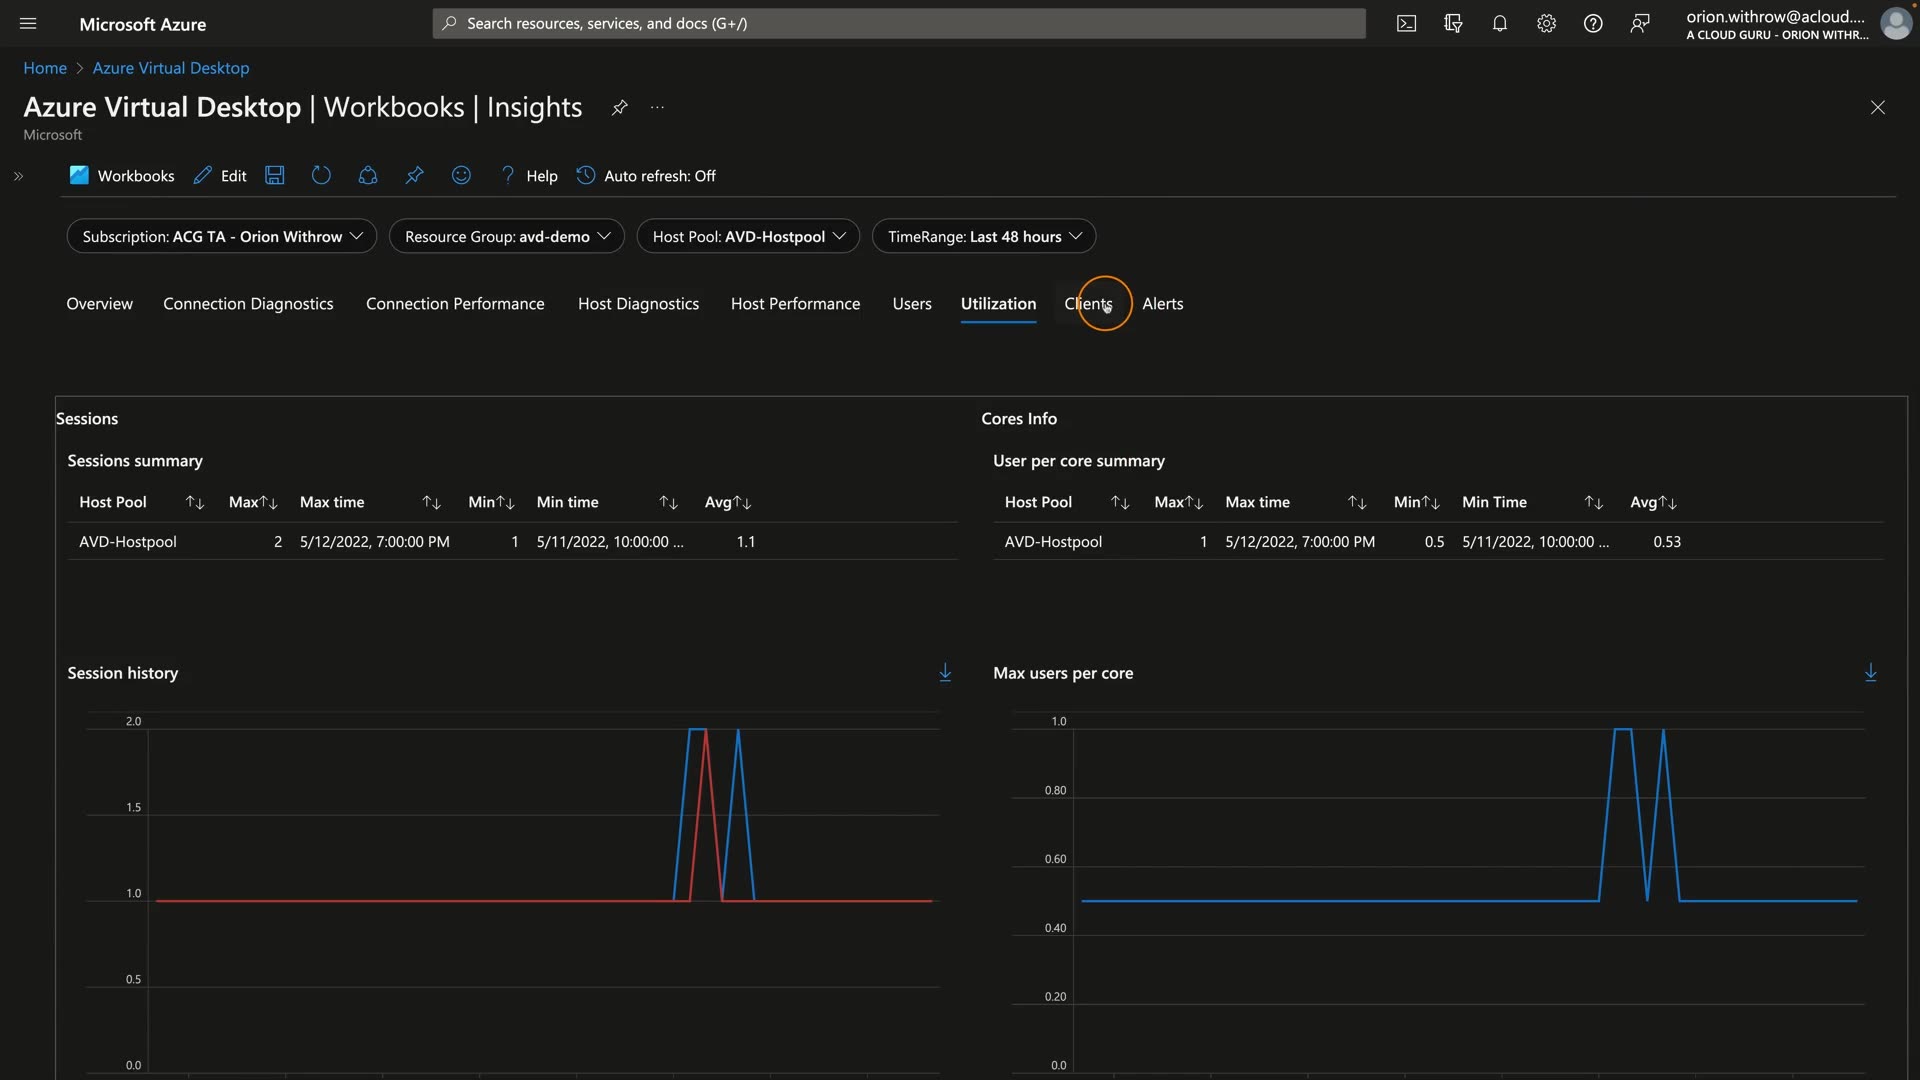 Microsoft Azure
Search resources, services, and docs (G+/)
orion.withrow@acloud....
A CLOUD GURU - ORION WITHR...
Home > Azure Virtual Desktop
Azure Virtual Desktop | Workbooks | Insights ...
Microsoft
Workbooks Edit Help Auto refresh: Off
Subscription: ACG TA - Orion Withrow Resource Group: avd-demo Host Pool: AVD-Hostpool TimeRange: Last 48 hours
Overview Connection Diagnostics Connection Performance Host Diagnostics Host Performance Users Utilization Clients Alerts
Sessions
Sessions summary
Host Pool Max Max time Min Min time Avg
AVD-Hostpool 2 5/12/2022, 7:00:00 PM 1 5/11/2022, 10:00:00 ... 1.1
Session history
2.0
1.5
1.0
0.5
0.0
Cores Info
User per core summary
Host Pool Max Max time Min Min Time Avg
AVD-Hostpool 1 5/12/2022, 7:00:00 PM 0.5 5/11/2022, 10:00:00 ... 0.53
Max users per core
1.0
0.80
0.60
0.40
0.20
0.0